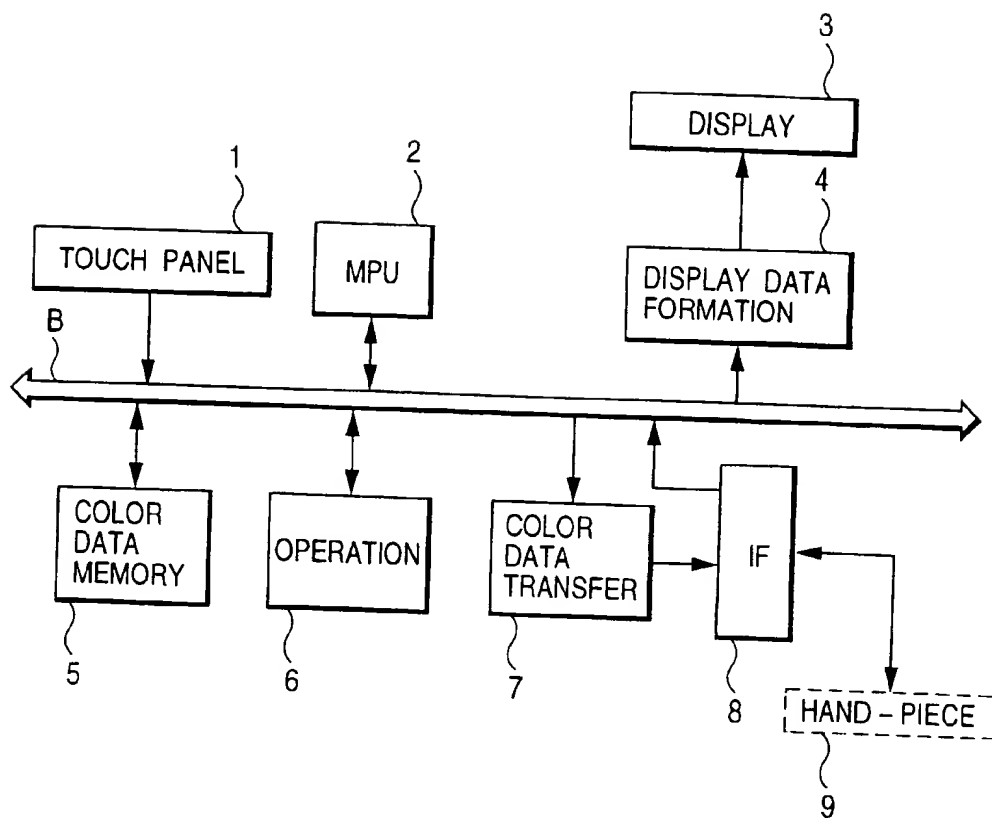 3
DISPLAY
1
2
4
TOUCH PANEL
MPU
DISPLAY DATA
FORMATION
B
COLOR
DATA
MEMORY
OPERATION
COLOR
DATA
TRANSFER
IF
5
6
7
8
HAND-PIECE
9